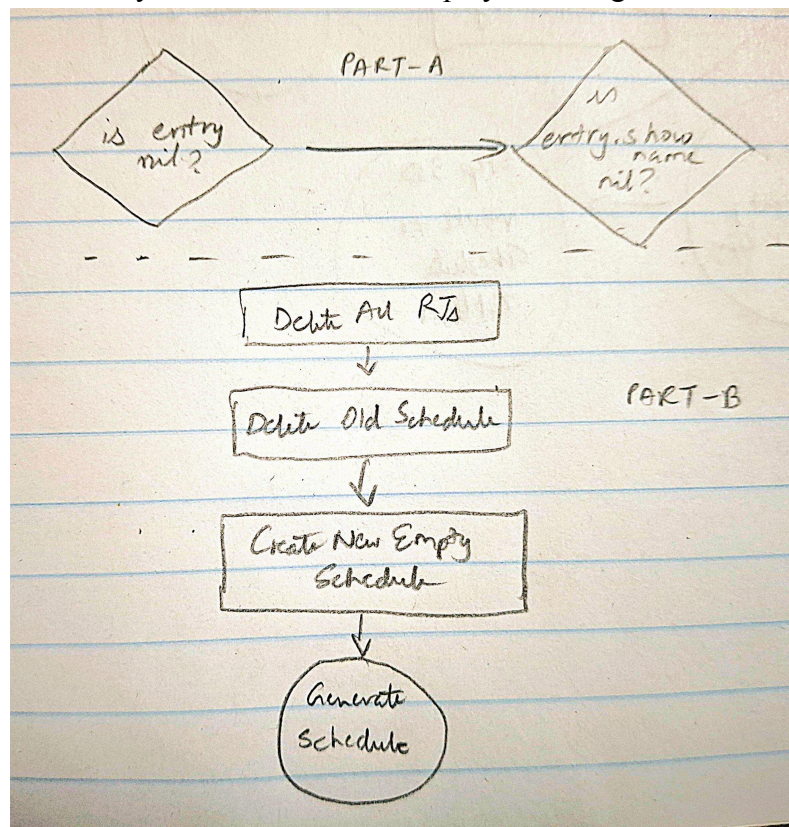 PART-A
is entry
nil?
is
entry.show
name
nil?
Delete All RJs
Delete Old Schedule
PART-B
Create New Empty
Schedule
Generate
Schedule